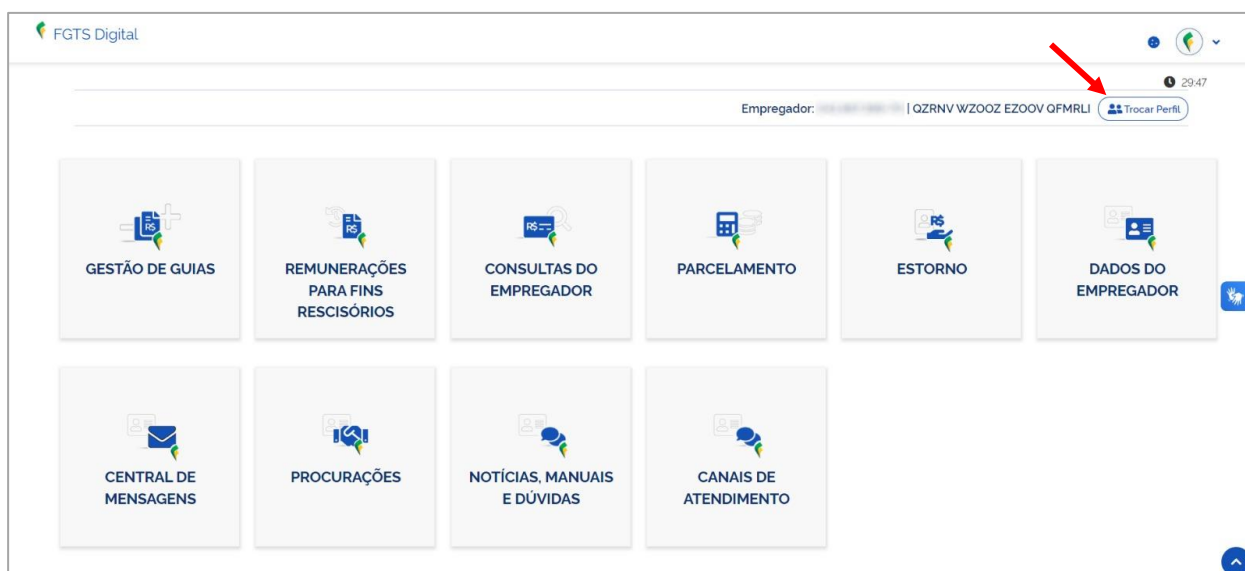 FGTS Digital
29:47
Empregador: | QZRNV WZOOZ EZOOV QFMRLI Trocar Perfil
R$
R$
R$
R$
GESTÃO DE GUIAS
REMUNERAÇÕES
PARA FINS
RESCISÓRIOS
CONSULTAS DO
EMPREGADOR
PARCELAMENTO
ESTORNO
DADOS DO
EMPREGADOR
CENTRAL DE
MENSAGENS
PROCURAÇÕES
NOTÍCIAS, MANUAIS
E DÚVIDAS
CANAIS DE
ATENDIMENTO